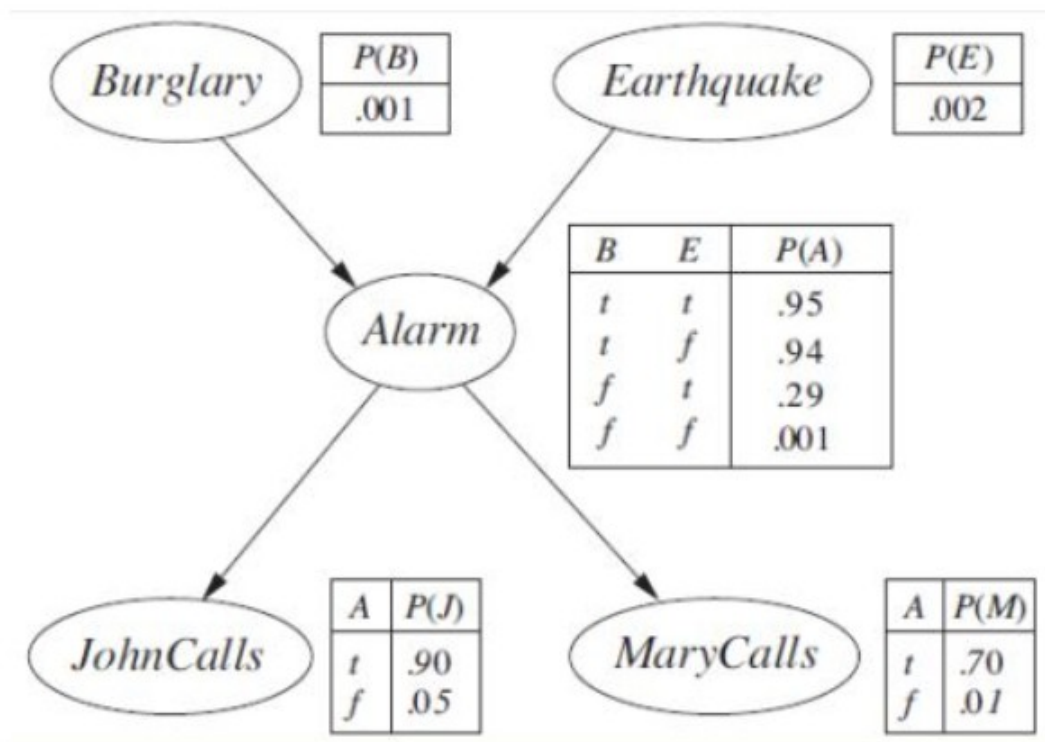 Burglary
P(B)
.001
Earthquake
P(E)
.002
Alarm
B E P(A)
t t .95
t f .94
f t .29
f f .001
JohnCalls
A P(J)
t .90
f .05
MaryCalls
A P(M)
t .70
f .01